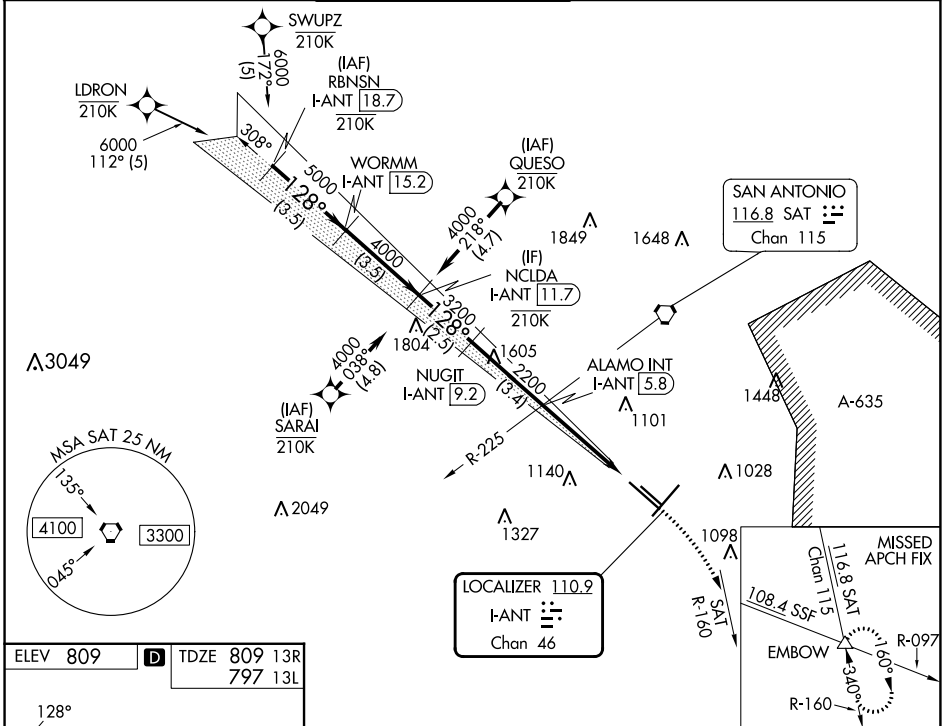 SWUPZ
210K
6000
172°
(5)
LDRON
210K
6000
112° (5)
(IAF)
RBNSN
I-ANT 18.7
210K
308°
128°
5000
(3.5)
WORMM
I-ANT 15.2
4000
(3.5)
(IAF)
QUESO
210K
4000
218°
(4.7)
1849
1648
SAN ANTONIO
116.8 SAT
Chan 115
(IF)
NCLDA
I-ANT 11.7
210K
3200
128°
(2.5)
1804
1605
3049
4000
038°
(4.8)
(IAF)
SARAI
210K
NUGIT
I-ANT 9.2
2200
(3.4)
ALAMO INT
I-ANT 5.8
1101
1448
A-635
R-225
1140
1028
MSA SAT 25 NM
135°
4100
3300
045°
2049
1327
1098
SAT
R-160
LOCALIZER 110.9
I-ANT
Chan 46
MISSED
APCH FIX
116.8 SAT
Chan 115
108.4 SSF
EMBOW
R-097
160°
340°
R-160
ELEV 809
D
TDZE 809 13R
797 13L
128°